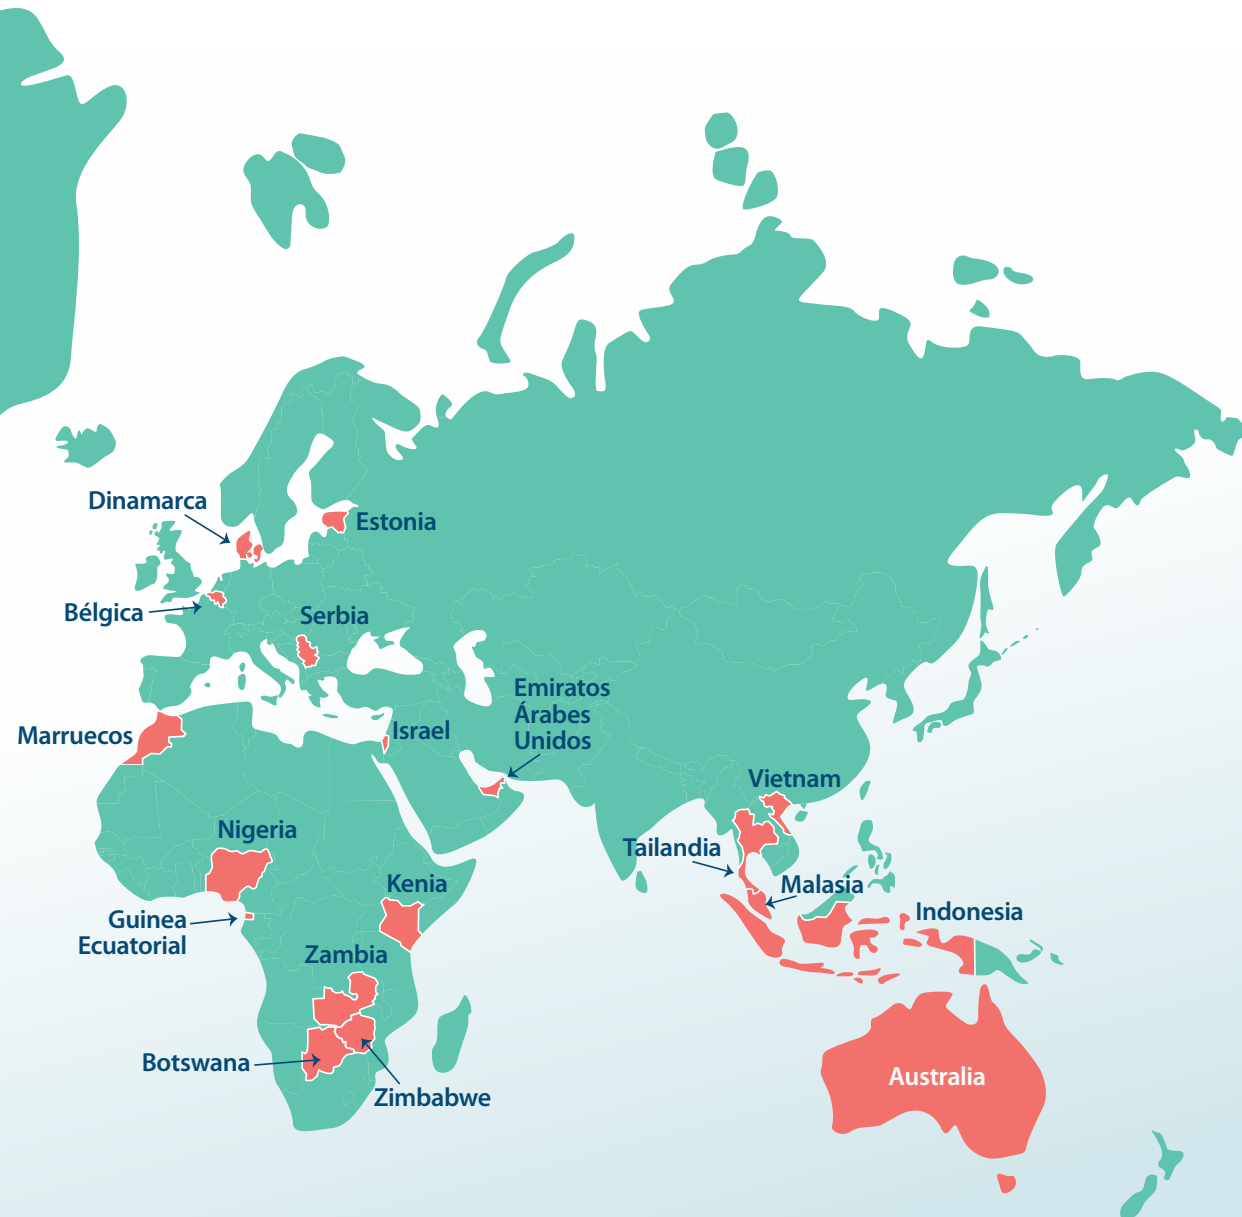 Dinamarca
Estonia
Bélgica
Serbia
Emiratos
Árabes
Unidos
Israel
Marruecos
Vietnam
Nigeria
Tailandia
Kenia
Malasia
Guinea
Ecuatorial
Indonesia
Zambia
Botswana
Australia
Zimbabwe